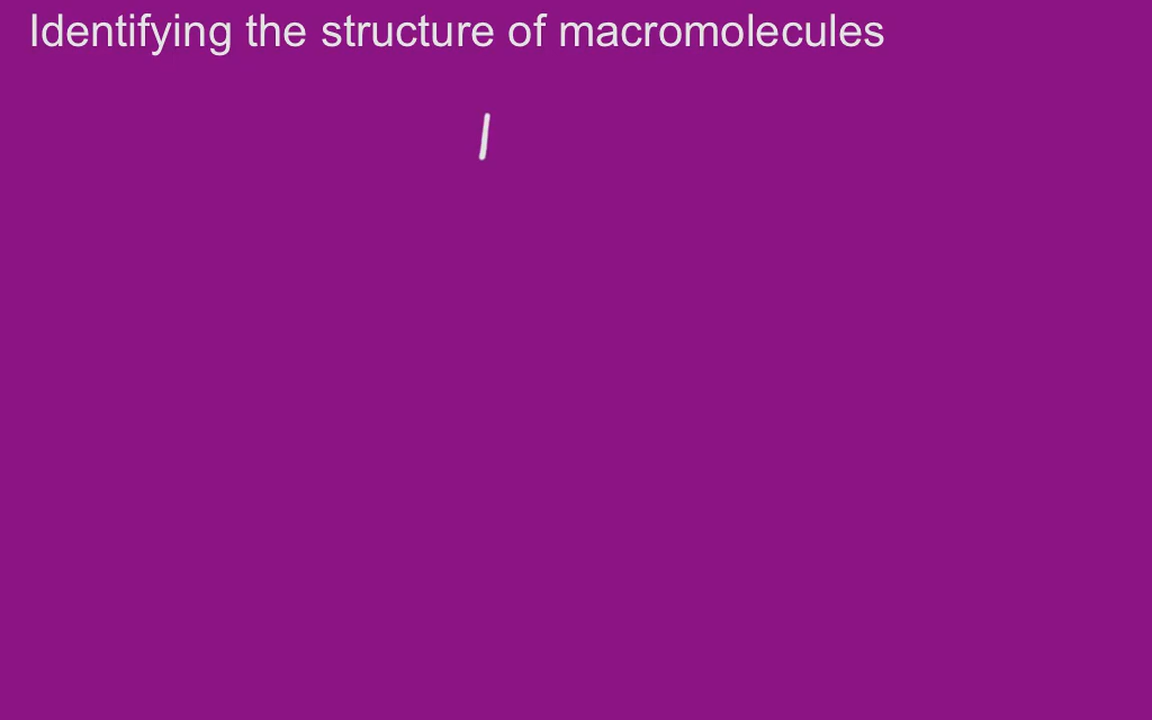 Identifying the structure of macromolecules